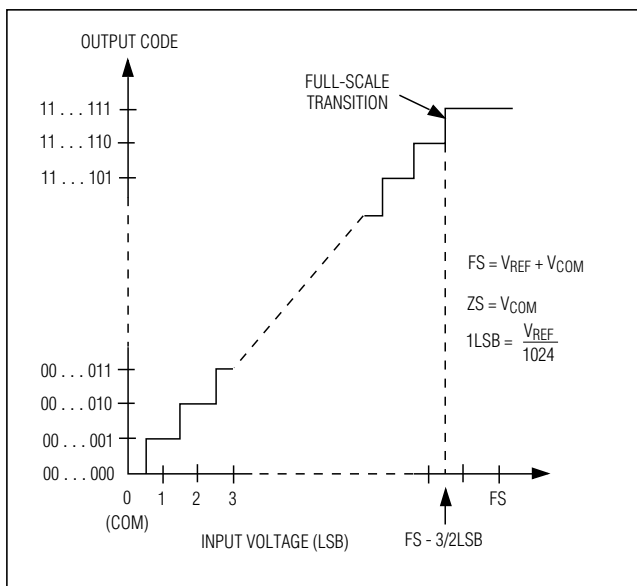 OUTPUT CODE
FULL-SCALE
TRANSITION
11 . . . 111
11 . . . 110
11 . . . 101
FS = VREF + VCOM
ZS = VCOM
1LSB = VREF
1024
00 . . . 011
00 . . . 010
00 . . . 001
00 . . . 000
0 1 2 3 FS
(COM)
INPUT VOLTAGE (LSB)
FS - 3/2LSB